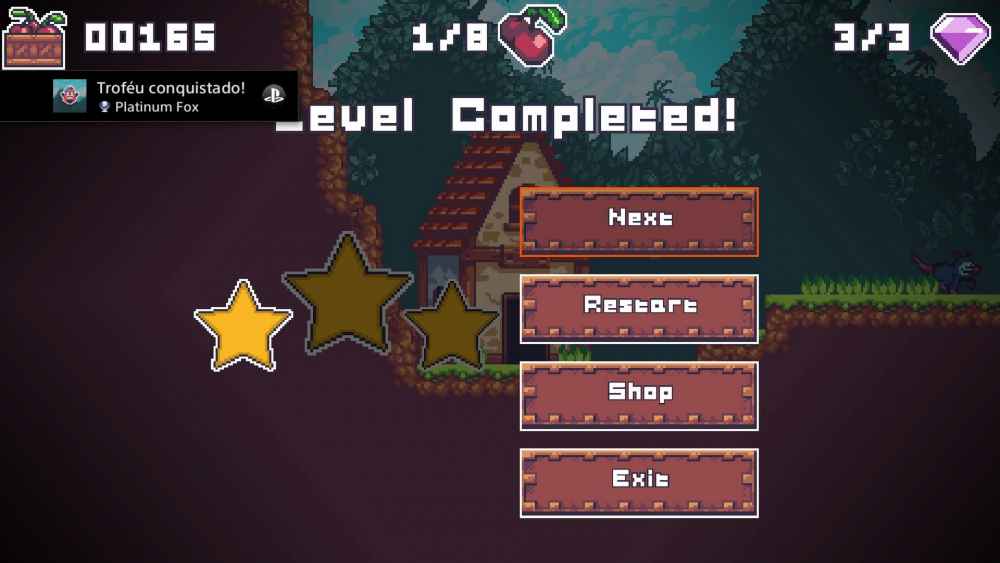 00165
1/8
3/3
Troféu conquistado!
Platinum Fox
Level Completed!
Next
Restart
Shop
Exit